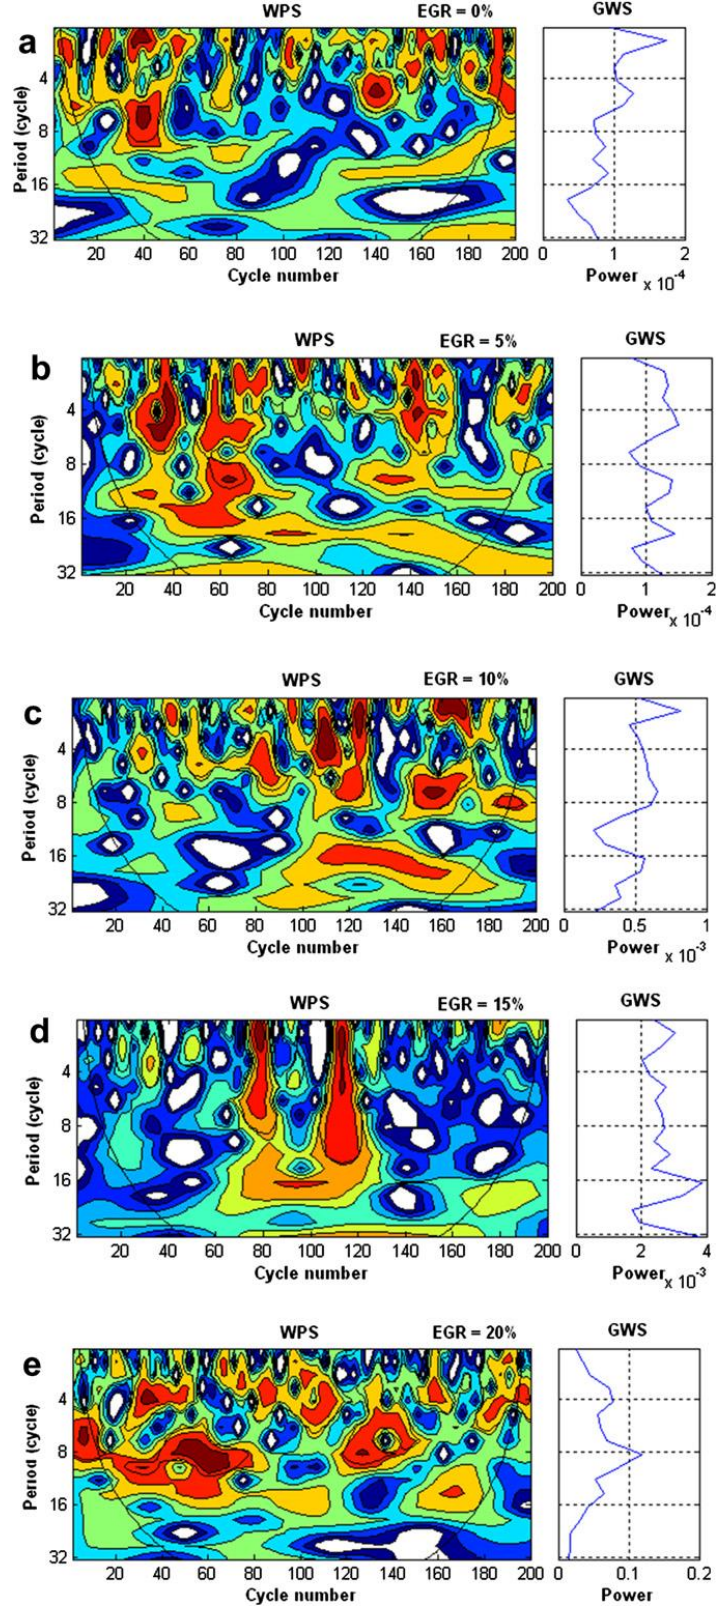 WPS EGR = 0% GWS
a
4
8
16
32
Period (cycle)
20 40 60 80 100 120 140 160 180 200
Cycle number
0 1 2
Power x 10-4
WPS EGR = 5% GWS
b
4
8
16
32
Period (cycle)
20 40 60 80 100 120 140 160 180 200
Cycle number
0 1 2
Power x 10-4
WPS EGR = 10% GWS
c
4
8
16
32
Period (cycle)
20 40 60 80 100 120 140 160 180 200
Cycle number
0 0.5 1
Power x 10-3
WPS EGR = 15% GWS
d
4
8
16
32
Period (cycle)
20 40 60 80 100 120 140 160 180 200
Cycle number
0 2 4
Power x 10-3
WPS EGR = 20% GWS
e
4
8
16
32
Period (cycle)
20 40 60 80 100 120 140 160 180 200
Cycle number
0 0.1 0.2
Power